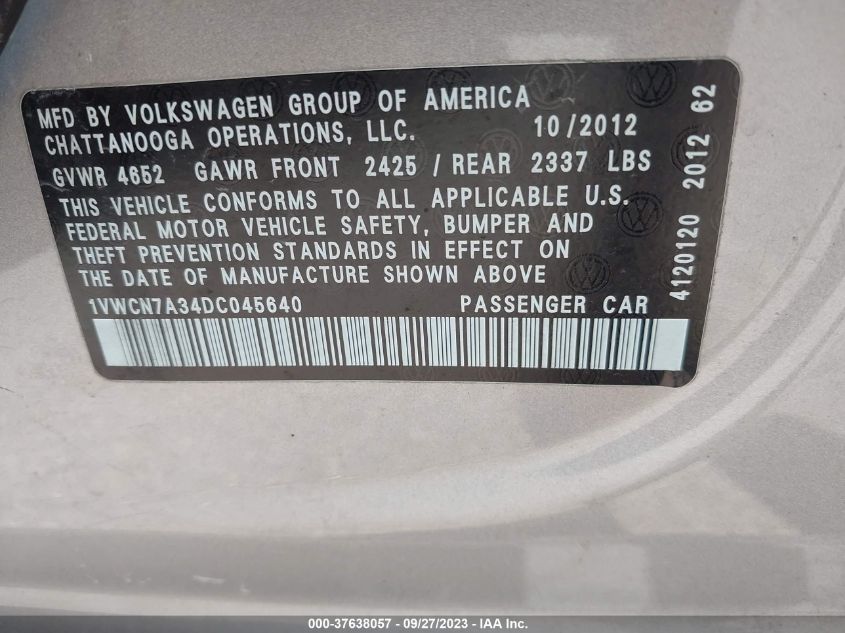 MFD BY VOLKSWAGEN GROUP OF AMERICA
CHATTANOOGA OPERATIONS, LLC. 10/2012
GVWR 4652 GAWR FRONT 2425 / REAR 2337 LBS
THIS VEHICLE CONFORMS TO ALL APPLICABLE U.S.
FEDERAL MOTOR VEHICLE SAFETY, BUMPER AND
THEFT PREVENTION STANDARDS IN EFFECT ON
THE DATE OF MANUFACTURE SHOWN ABOVE
1VWCN7A34DC045640 PASSENGER CAR
4120120 2012 62
000-37638057 - 09/27/2023 - IAA Inc.